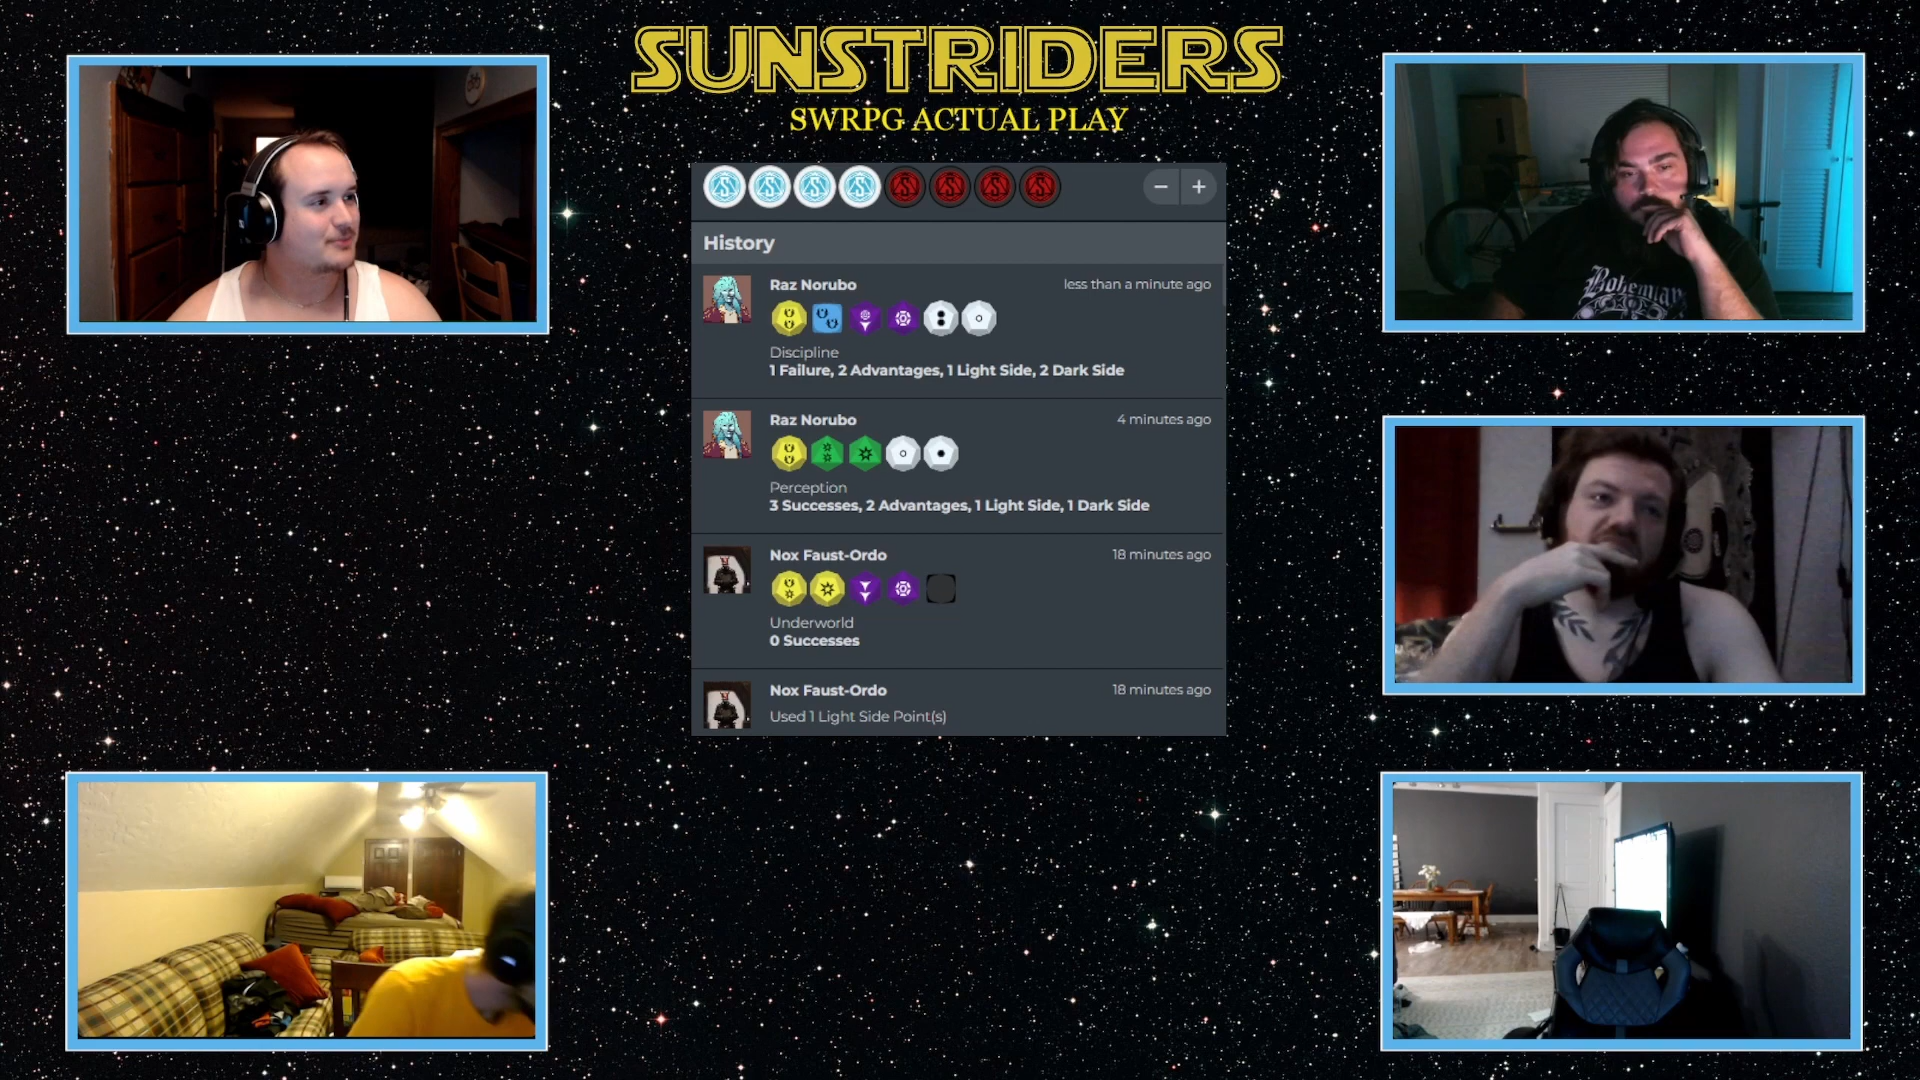 SUNSTRIDERS
SWRPG ACTUAL PLAY
History
Raz Norubo
less than a minute ago
Discipline
1 Failure, 2 Advantages, 1 Light Side, 2 Dark Side
Raz Norubo
4 minutes ago
Perception
3 Successes, 2 Advantages, 1 Light Side, 1 Dark Side
Nox Faust-Ordo
18 minutes ago
Underworld
0 Successes
Nox Faust-Ordo
18 minutes ago
Used 1 Light Side Point(s)
Bohemian